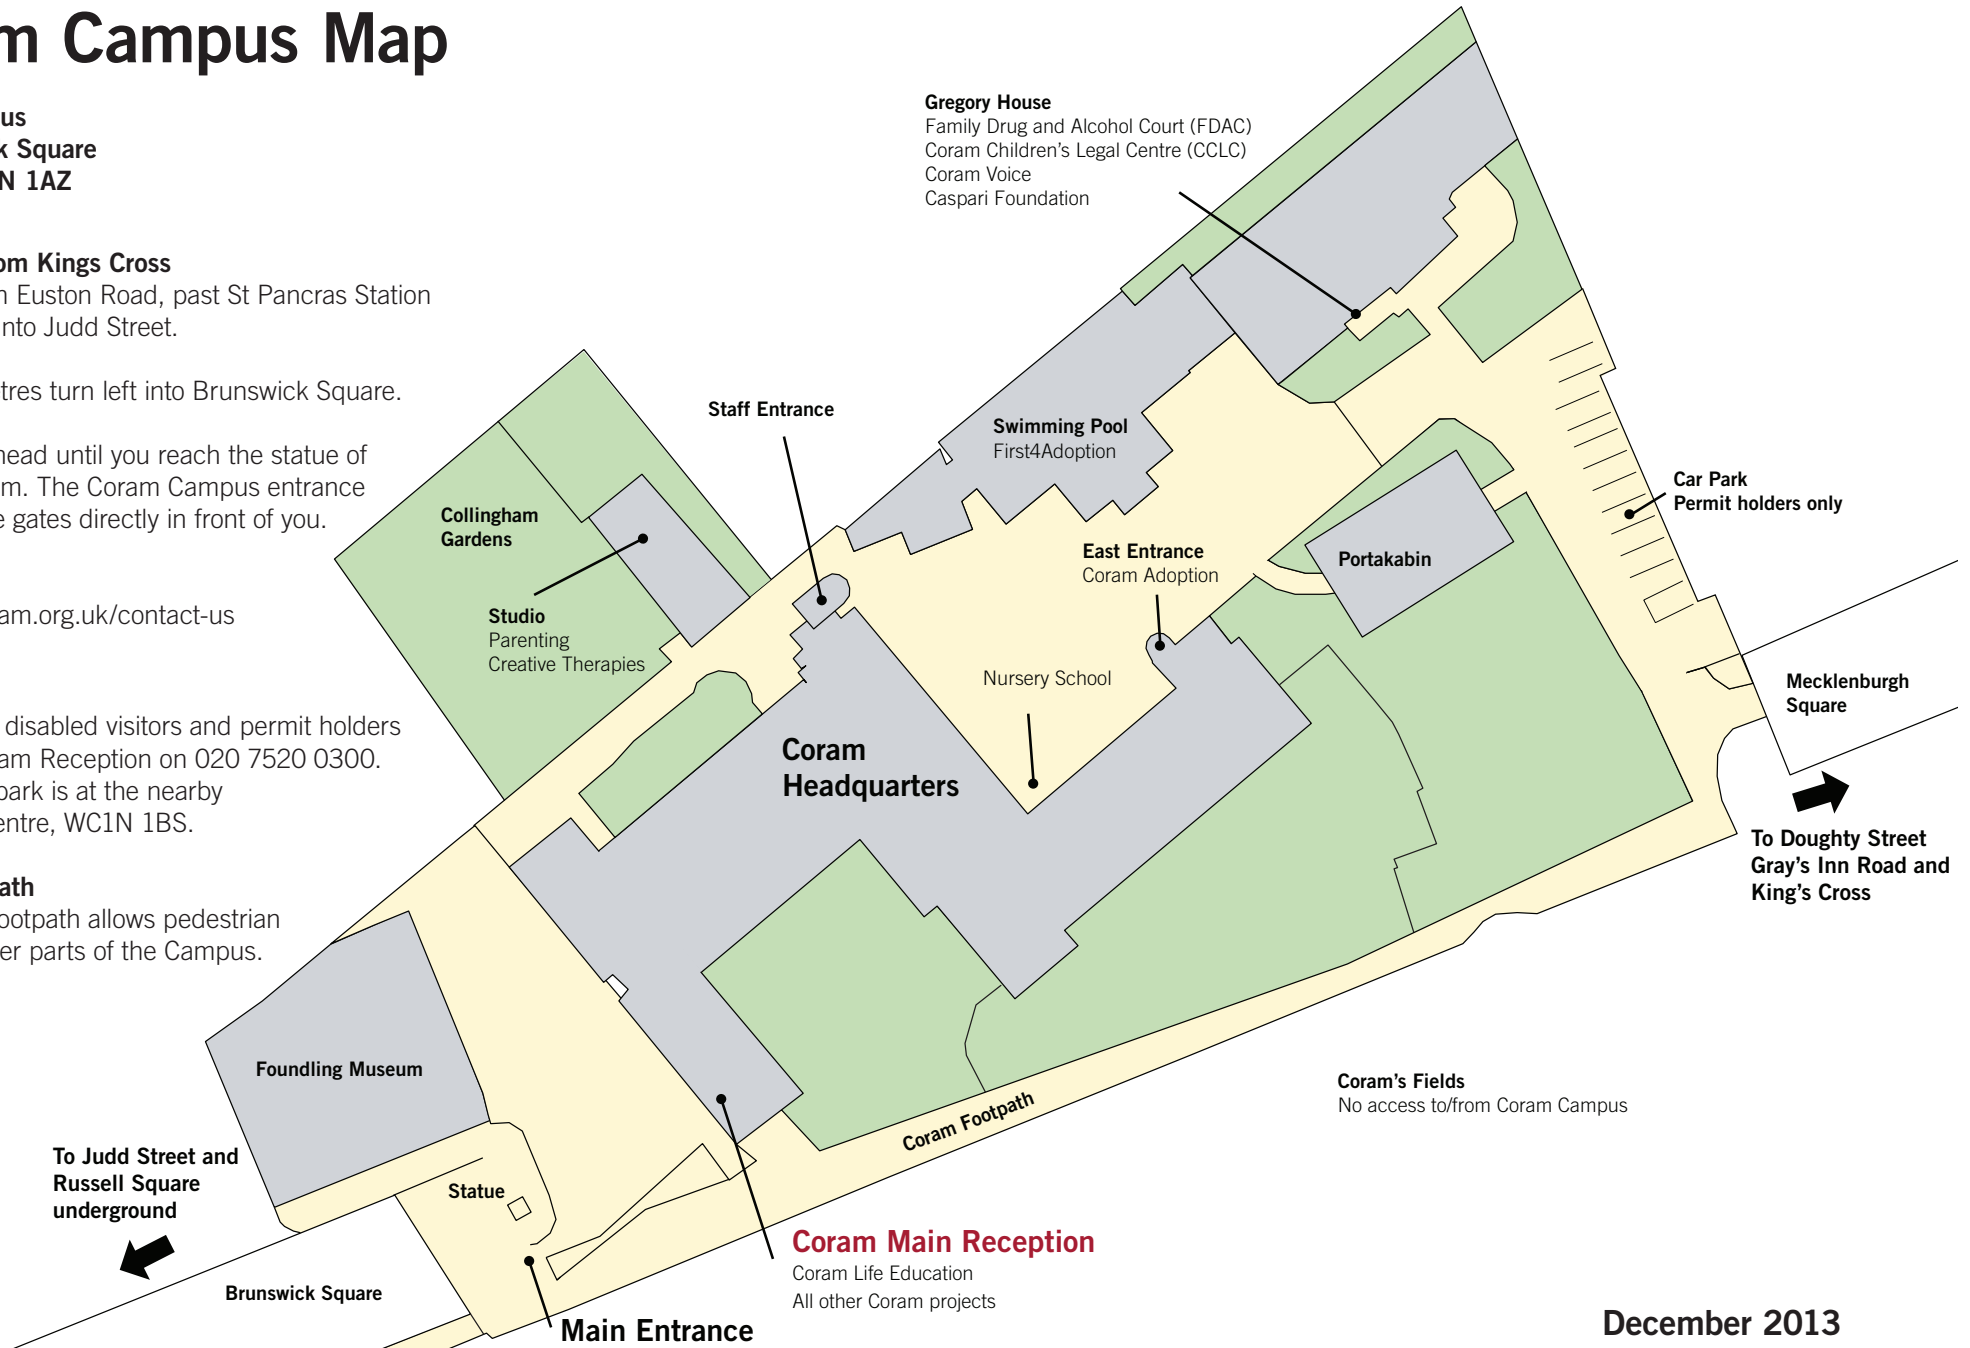 m Campus Map
us
k Square
N 1AZ
om Kings Cross
n Euston Road, past St Pancras Station
nto Judd Street.
tres turn left into Brunswick Square.
head until you reach the statue of
m. The Coram Campus entrance
e gates directly in front of you.
am.org.uk/contact-us
disabled visitors and permit holders
am Reception on 020 7520 0300.
park is at the nearby
entre, WC1N 1BS.
ath
ootpath allows pedestrian
er parts of the Campus.
Gregory House
Family Drug and Alcohol Court (FDAC)
Coram Children's Legal Centre (CCLC)
Coram Voice
Caspari Foundation
Staff Entrance
Swimming Pool
First4Adoption
Collingham
Gardens
Studio
Parenting
Creative Therapies
East Entrance
Coram Adoption
Portakabin
Car Park
Permit holders only
Nursery School
Mecklenburgh
Square
Coram
Headquarters
To Doughty Street
Gray's Inn Road and
King's Cross
Foundling Museum
Coram Footpath
Coram's Fields
No access to/from Coram Campus
To Judd Street and
Russell Square
underground
Statue
Brunswick Square
Coram Main Reception
Coram Life Education
All other Coram projects
Main Entrance
December 2013